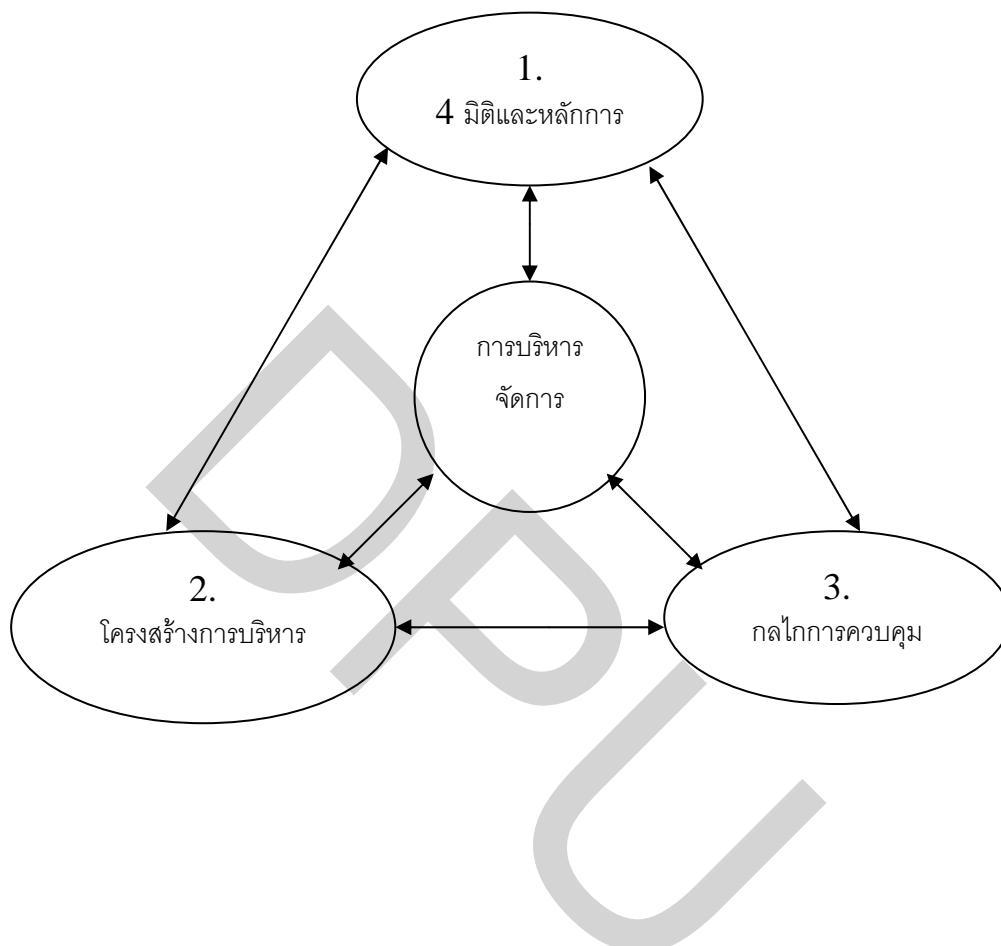 1.
4 มิติและหลักการ
การบริหาร
จัดการ
2.
โครงสร้างการบริหาร
3.
กลไกการควบคุม
DPU